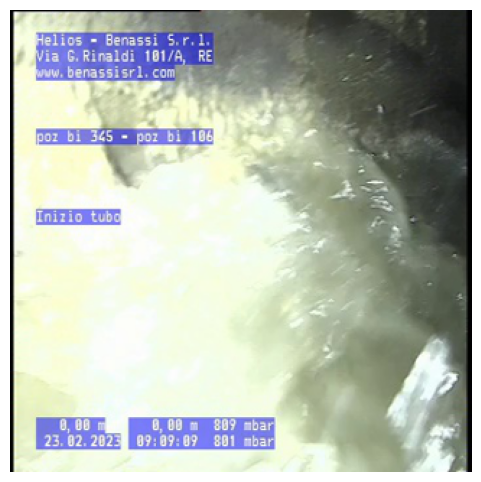 Helios - Benassi S.r.l.
Via G.Rinaldi 101/A, RE
www.benassisrl.com
poz bi 345 - poz bi 106
Inizio tubo
0,00 m 0,00 m 809 mbar
23.02.2023 09:09:09 801 mbar